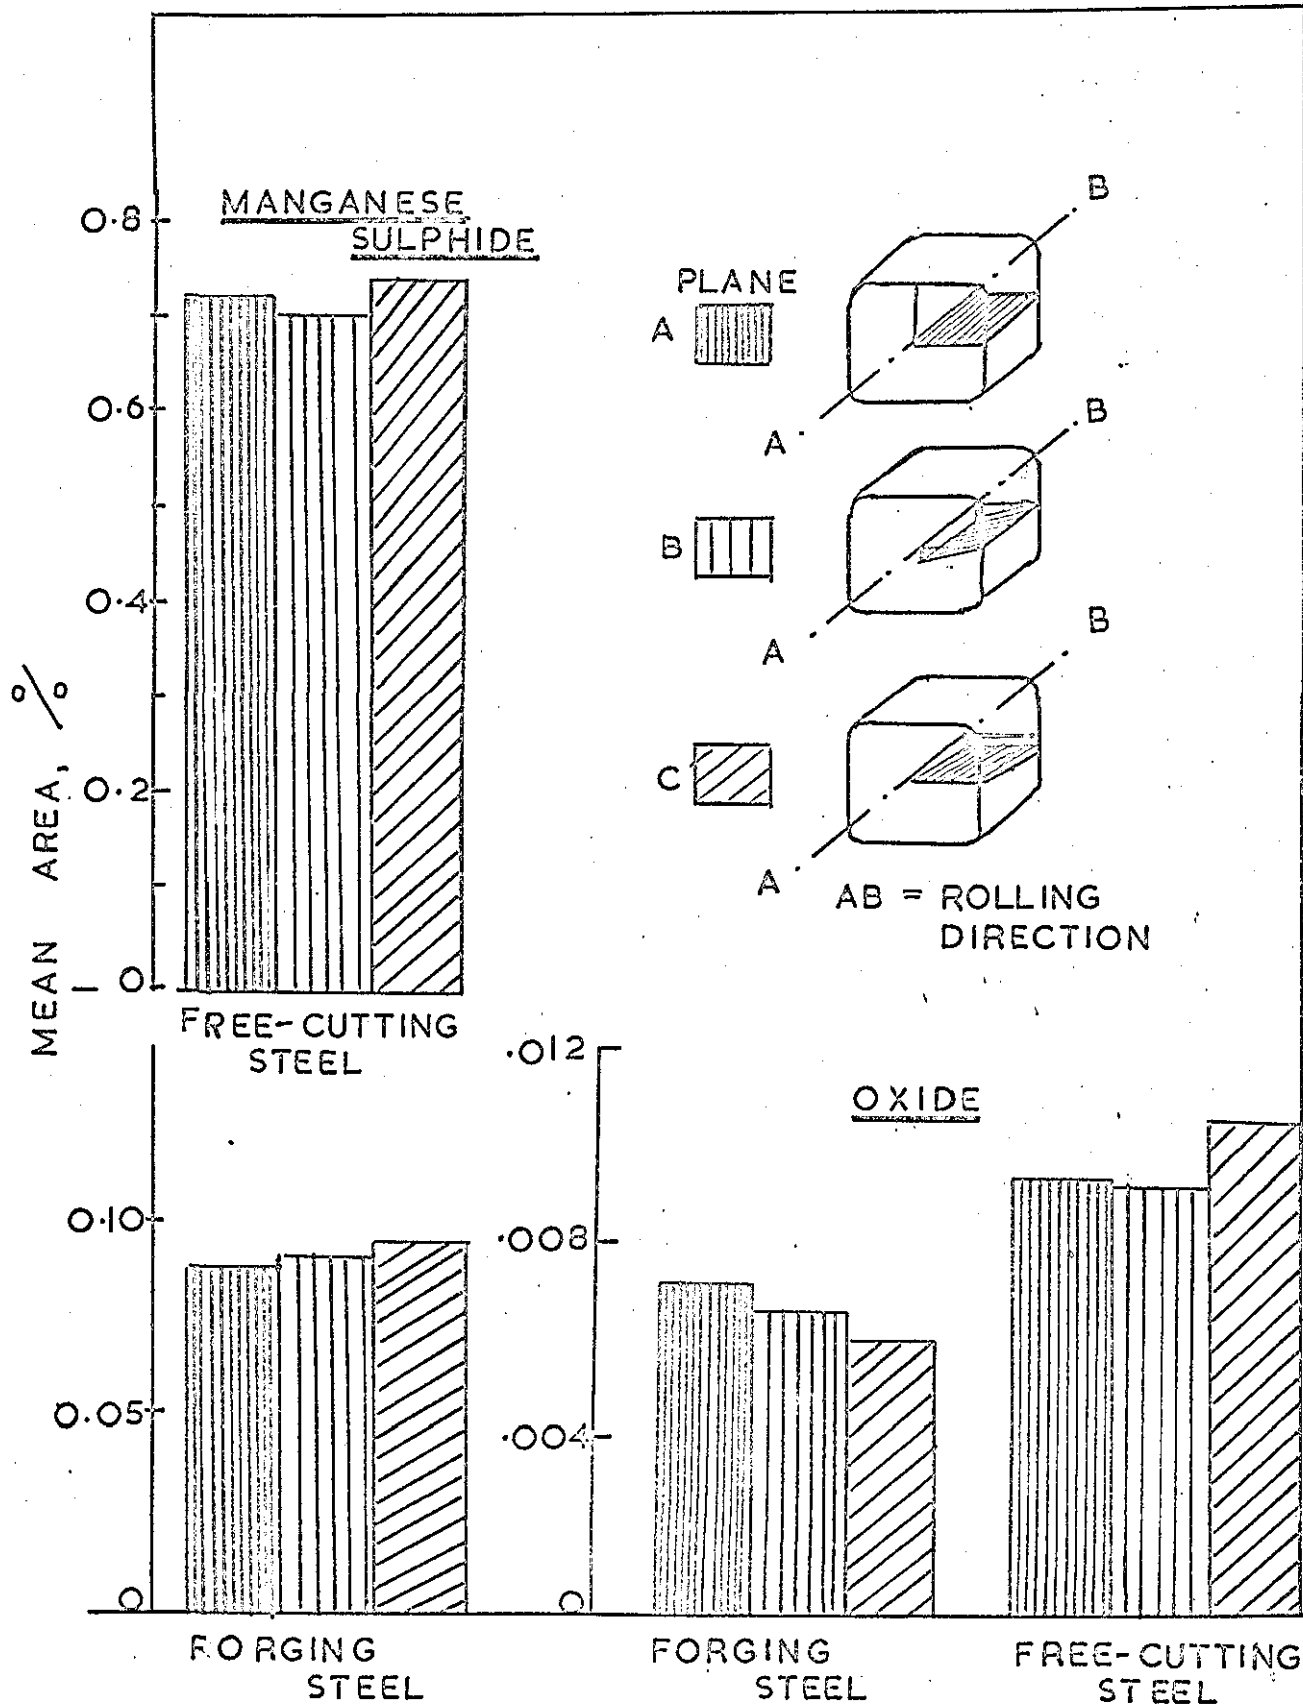 MEAN AREA, %
0.8
0.6
0.4
0.2
0
MANGANESE
SULPHIDE
FREE-CUTTING
STEEL
PLANE
A
B
C
A
B
A
B
A
B
AB = ROLLING
DIRECTION
0.10
0.05
0
FORGING
STEEL
.012
.008
.004
0
OXIDE
FORGING
STEEL
FREE-CUTTING
STEEL